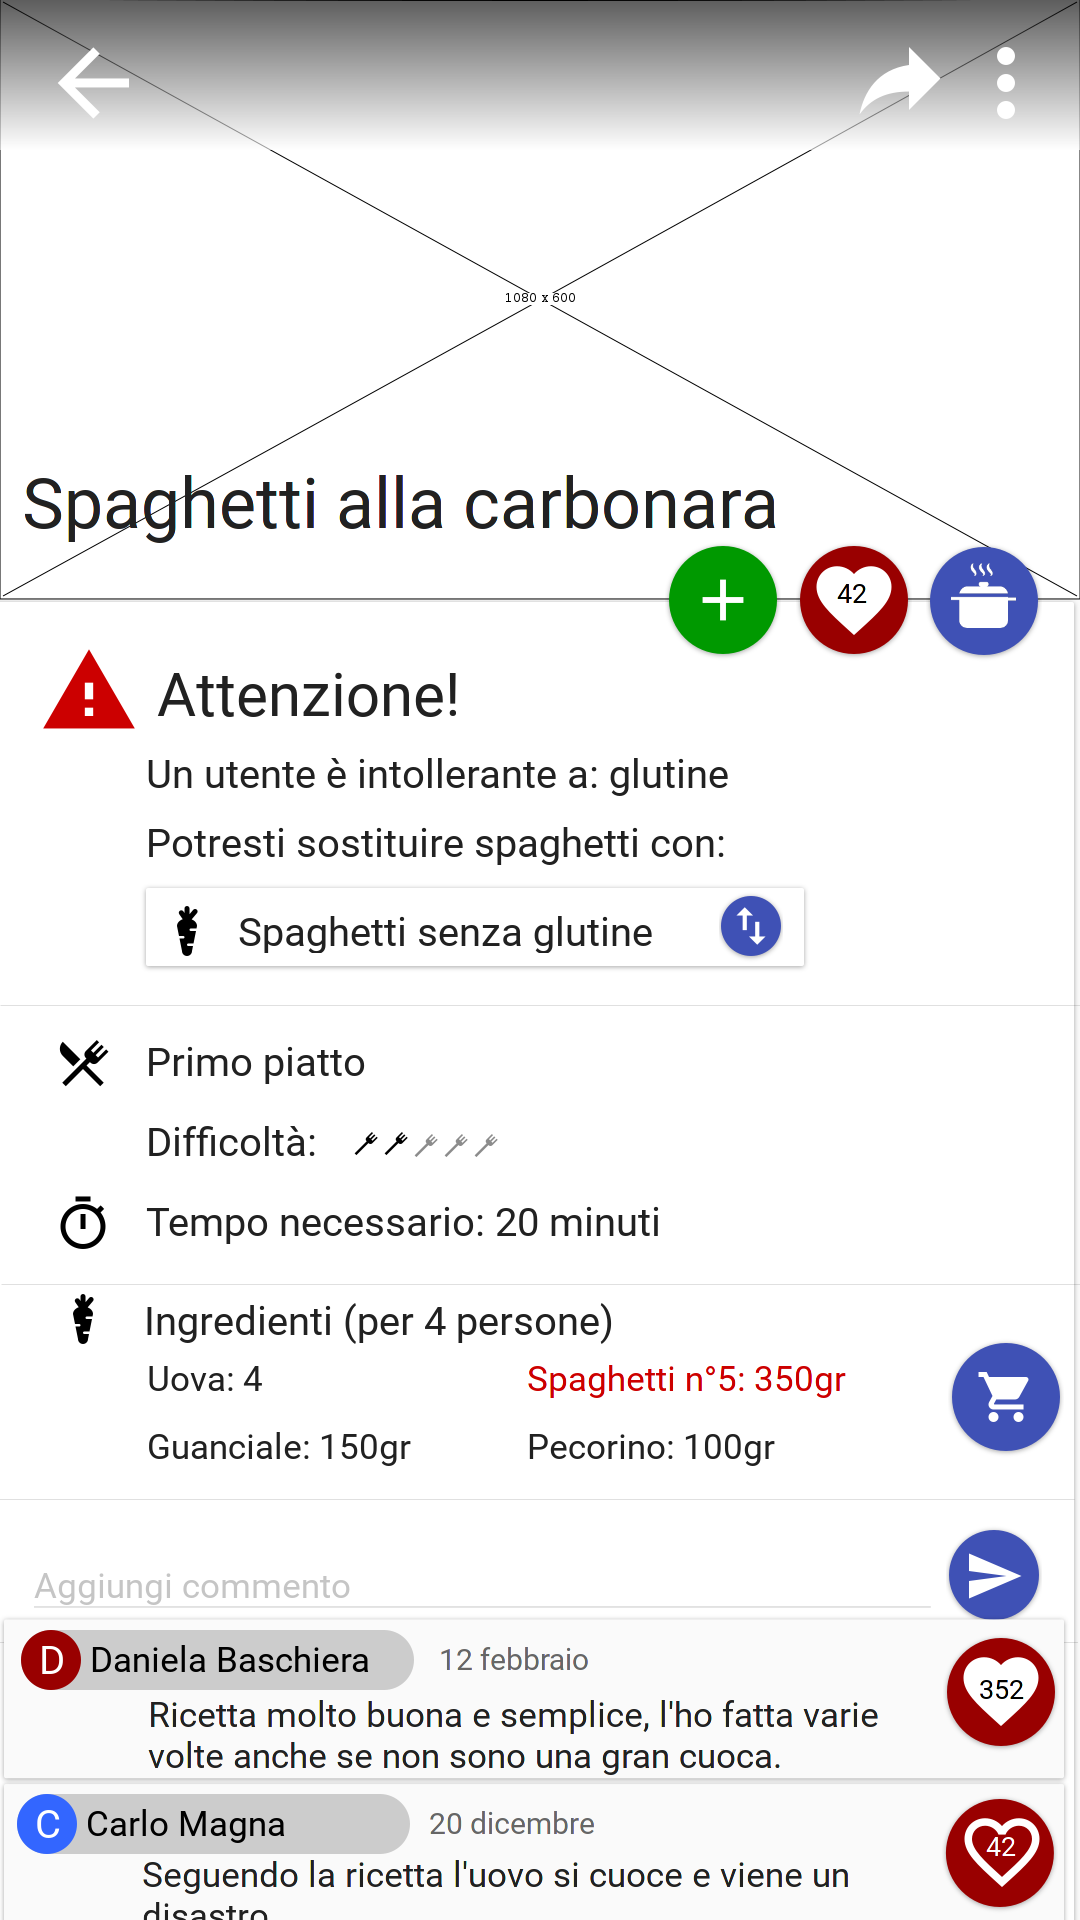 1080 x 600
Spaghetti alla carbonara
42
Attenzione!
Un utente è intollerante a: glutine
Potresti sostituire spaghetti con:
Spaghetti senza glutine
Primo piatto
Difficoltà:
Tempo necessario: 20 minuti
Ingredienti (per 4 persone)
Uova: 4
Spaghetti n°5: 350gr
Guanciale: 150gr
Pecorino: 100gr
Aggiungi commento
D Daniela Baschiera 12 febbraio
352
Ricetta molto buona e semplice, l'ho fatta varie
volte anche se non sono una gran cuoca.
C Carlo Magna 20 dicembre
42
Seguendo la ricetta l'uovo si cuoce e viene un
disastro